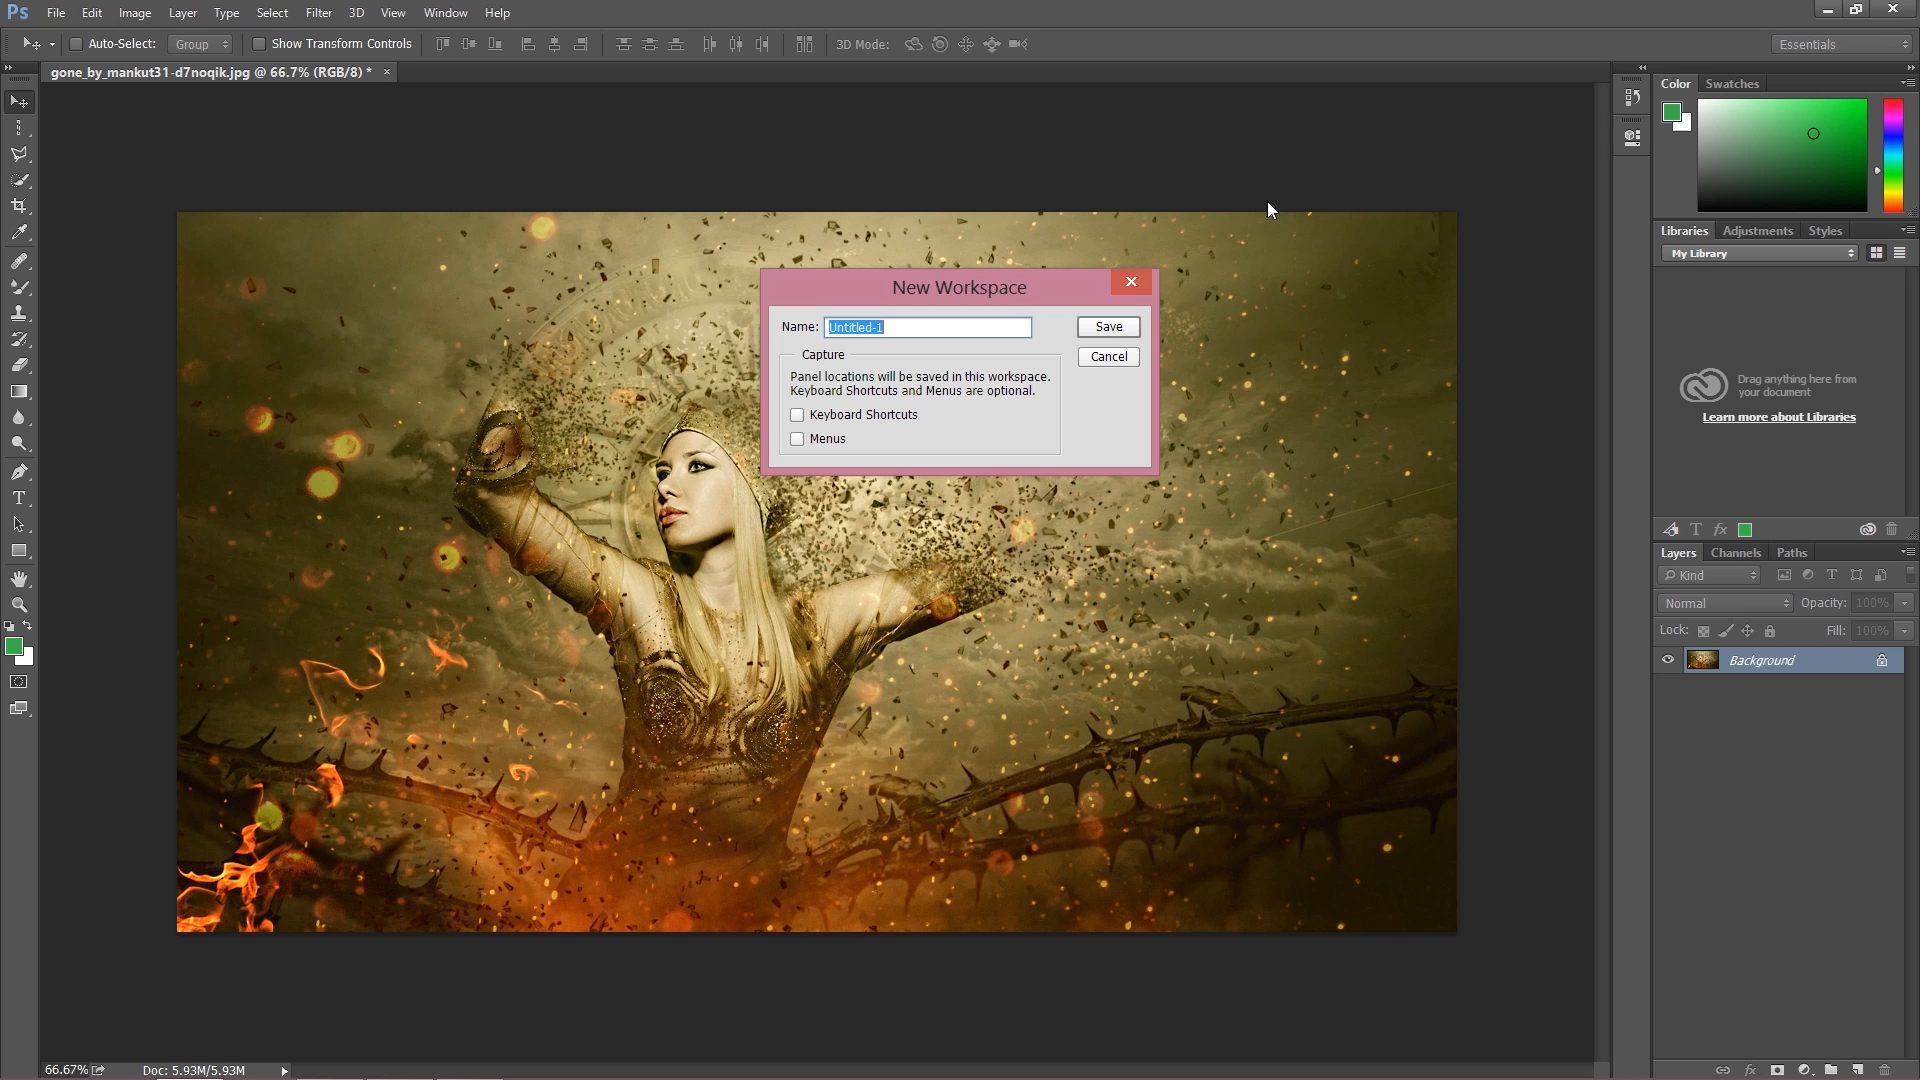 Ps File Edit Image Layer Type Select Filter 3D View Window Help
Auto-Select: Group Show Transform Controls 3D Mode: Essentials
gone_by_mankut31-d7noqik.jpg @ 66.7% (RGB/8) * ×
Color Swatches
Libraries Adjustments Styles
My Library
New Workspace
Name: Untitled-1 Save
Capture Cancel
Panel locations will be saved in this workspace.
Keyboard Shortcuts and Menus are optional.
Keyboard Shortcuts
Menus
Drag anything here from
your document
Learn more about Libraries
T fx
Layers Channels Paths
Kind T
Normal Opacity: 100%
Lock: Fill: 100%
Background
66.67% Doc: 5.93M/5.93M fx